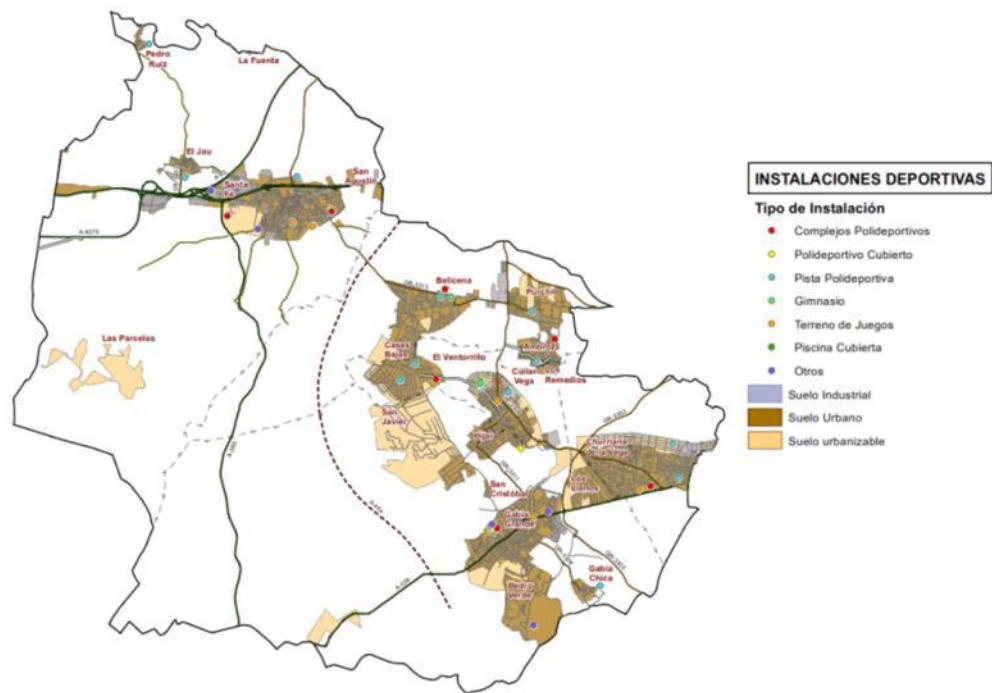 Pedro
Ruiz
La Fuente
El Jau
San
Agustín
Santa
Fe
A-4075
Belicena
Purchil
Las Parcelas
Casas
Bajas
El Ventorrillo
Ambroz
Cúllar
Vega
Los
Remedios
San
Javier
Híjar
Churriana
de la Vega
San
Cristóbal
Los
Llanos
Gabia
Grande
Gabia
Chica
Pedro
Verde
INSTALACIONES DEPORTIVAS
Tipo de Instalación
Complejos Polideportivos
Polideportivo Cubierto
Pista Polideportiva
Gimnasio
Terreno de Juegos
Piscina Cubierta
Otros
Suelo Industrial
Suelo Urbano
Suelo urbanizable